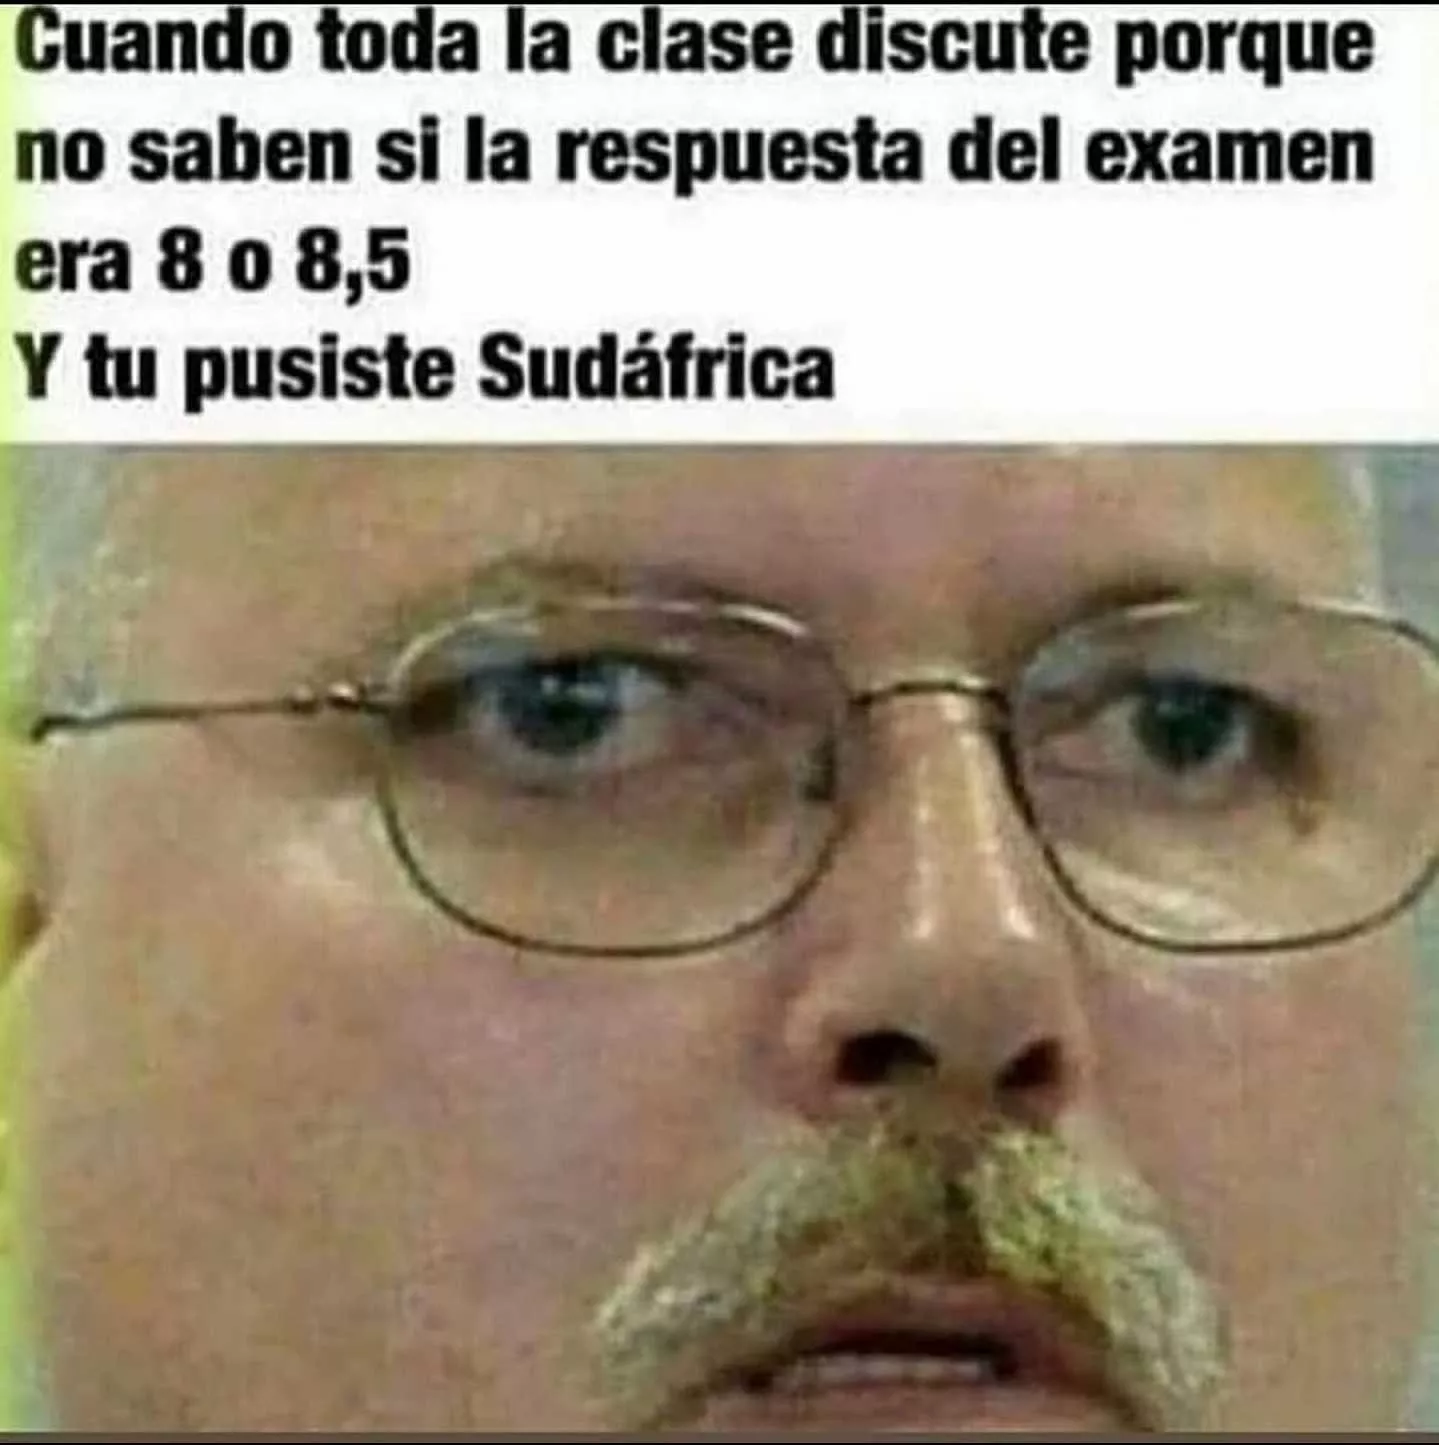 Cuando toda la clase discute porque
no saben si la respuesta del examen
era 8 o 8,5
Y tu pusiste Sudáfrica